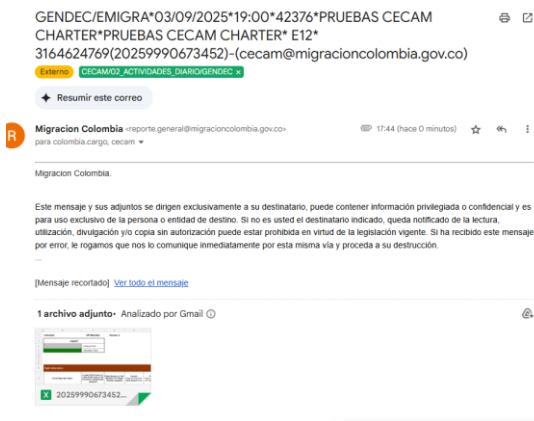 GENDEC/EMIGRA*03/09/2025*19:00*42376*PRUEBAS CECAM
CHARTER*PRUEBAS CECAM CHARTER* E12*
3164624769(20259990673452)-(cecam@migracioncolombia.gov.co)
Externo CECAM/02_ACTIVIDADES_DIARIO/GENDEC ×
Resumir este correo
R
Migracion Colombia <reporte.general@migracioncolombia.gov.co> 17:44 (hace 0 minutos)
para colombia.cargo, cecam
Migracion Colombia.
Este mensaje y sus adjuntos se dirigen exclusivamente a su destinatario, puede contener información privilegiada o confidencial y es
para uso exclusivo de la persona o entidad de destino. Si no es usted el destinatario indicado, queda notificado de la lectura,
utilización, divulgación y/o copia sin autorización puede estar prohibida en virtud de la legislación vigente. Si ha recibido este mensaje
por error, le rogamos que nos lo comunique inmediatamente por esta misma vía y proceda a su destrucción.
...
[Mensaje recortado] Ver todo el mensaje
1 archivo adjunto• Analizado por Gmail
X 20259990673452...